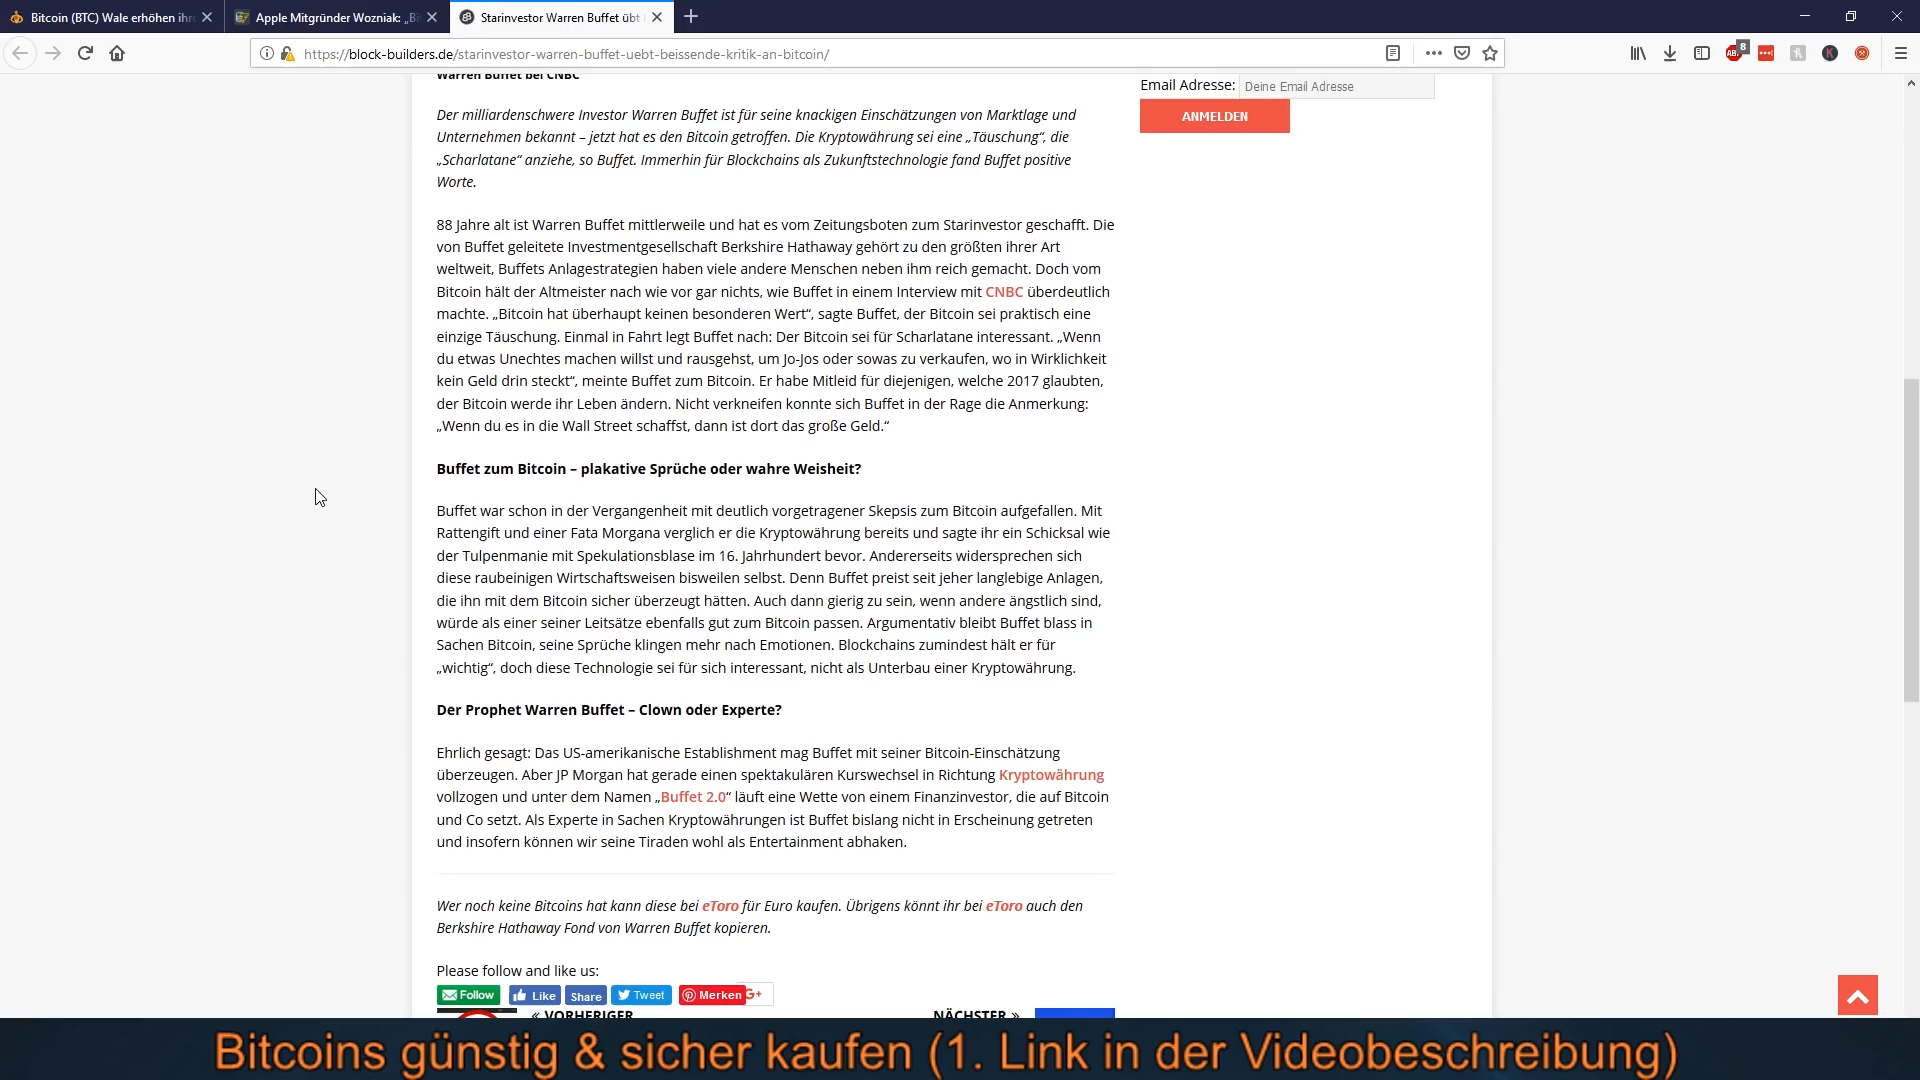 Bitcoin (BTC) Wale erhöhen ihr
Apple Mitgründer Wozniak: „Bi
Starinvestor Warren Buffet übt
https://block-builders.de/starinvestor-warren-buffet-uebt-beissende-kritik-an-bitcoin/
8
Warren Buffet bei CNBC
Email Adresse: Deine Email Adresse
ANMELDEN
Der milliardenschwere Investor Warren Buffet ist für seine knackigen Einschätzungen von Marktlage und
Unternehmen bekannt – jetzt hat es den Bitcoin getroffen. Die Kryptowährung sei eine „Täuschung“, die
„Scharlatane“ anziehe, so Buffet. Immerhin für Blockchains als Zukunftstechnologie fand Buffet positive
Worte.
88 Jahre alt ist Warren Buffet mittlerweile und hat es vom Zeitungsboten zum Starinvestor geschafft. Die
von Buffet geleitete Investmentgesellschaft Berkshire Hathaway gehört zu den größten ihrer Art
weltweit, Buffets Anlagestrategien haben viele andere Menschen neben ihm reich gemacht. Doch vom
Bitcoin hält der Altmeister nach wie vor gar nichts, wie Buffet in einem Interview mit CNBC überdeutlich
machte. „Bitcoin hat überhaupt keinen besonderen Wert“, sagte Buffet, der Bitcoin sei praktisch eine
einzige Täuschung. Einmal in Fahrt legt Buffet nach: Der Bitcoin sei für Scharlatane interessant. „Wenn
du etwas Unechtes machen willst und rausgehst, um Jo-Jos oder sowas zu verkaufen, wo in Wirklichkeit
kein Geld drin steckt“, meinte Buffet zum Bitcoin. Er habe Mitleid für diejenigen, welche 2017 glaubten,
der Bitcoin werde ihr Leben ändern. Nicht verkneifen konnte sich Buffet in der Rage die Anmerkung:
„Wenn du es in die Wall Street schaffst, dann ist dort das große Geld.“
Buffet zum Bitcoin – plakative Sprüche oder wahre Weisheit?
Buffet war schon in der Vergangenheit mit deutlich vorgetragener Skepsis zum Bitcoin aufgefallen. Mit
Rattengift und einer Fata Morgana verglich er die Kryptowährung bereits und sagte ihr ein Schicksal wie
der Tulpenmanie mit Spekulationsblase im 16. Jahrhundert bevor. Andererseits widersprechen sich
diese raubeinigen Wirtschaftsweisen bisweilen selbst. Denn Buffet preist seit jeher langlebige Anlagen,
die ihn mit dem Bitcoin sicher überzeugt hätten. Auch dann gierig zu sein, wenn andere ängstlich sind,
würde als einer seiner Leitsätze ebenfalls gut zum Bitcoin passen. Argumentativ bleibt Buffet blass in
Sachen Bitcoin, seine Sprüche klingen mehr nach Emotionen. Blockchains zumindest hält er für
„wichtig“, doch diese Technologie sei für sich interessant, nicht als Unterbau einer Kryptowährung.
Der Prophet Warren Buffet – Clown oder Experte?
Ehrlich gesagt: Das US-amerikanische Establishment mag Buffet mit seiner Bitcoin-Einschätzung
überzeugen. Aber JP Morgan hat gerade einen spektakulären Kurswechsel in Richtung Kryptowährung
vollzogen und unter dem Namen „Buffet 2.0“ läuft eine Wette von einem Finanzinvestor, die auf Bitcoin
und Co setzt. Als Experte in Sachen Kryptowährungen ist Buffet bislang nicht in Erscheinung getreten
und insofern können wir seine Tiraden wohl als Entertainment abhaken.
Wer noch keine Bitcoins hat kann diese bei eToro für Euro kaufen. Übrigens könnt ihr bei eToro auch den
Berkshire Hathaway Fond von Warren Buffet kopieren.
Please follow and like us:
Follow Like Share Tweet Merken G+
« VORHERIGER NÄCHSTER »
Bitcoins günstig & sicher kaufen (1. Link in der Videobeschreibung)